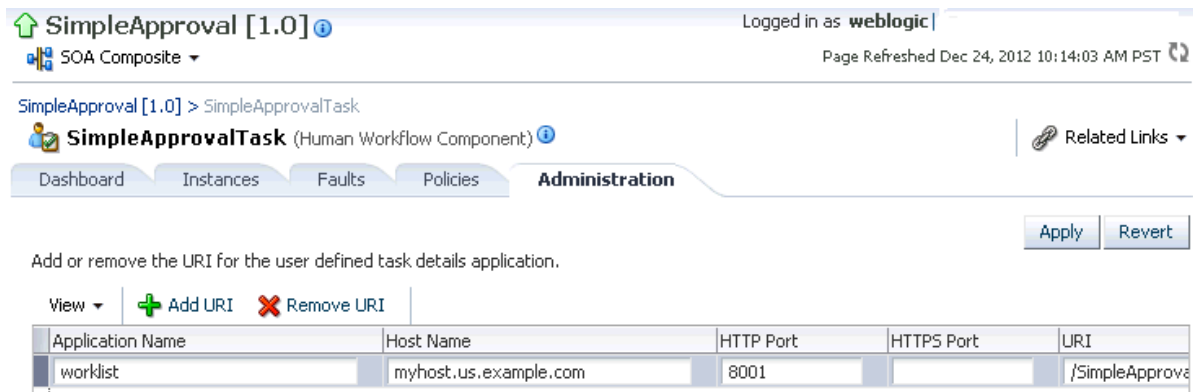 SimpleApproval [1.0]
Logged in as weblogic|
SOA Composite
Page Refreshed Dec 24, 2012 10:14:03 AM PST
SimpleApproval [1.0] > SimpleApprovalTask
SimpleApprovalTask (Human Workflow Component)
Related Links
Dashboard Instances Faults Policies Administration
Apply Revert
Add or remove the URI for the user defined task details application.
View Add URI Remove URI
Application Name Host Name HTTP Port HTTPS Port URI
worklist myhost.us.example.com 8001 /SimpleApprova